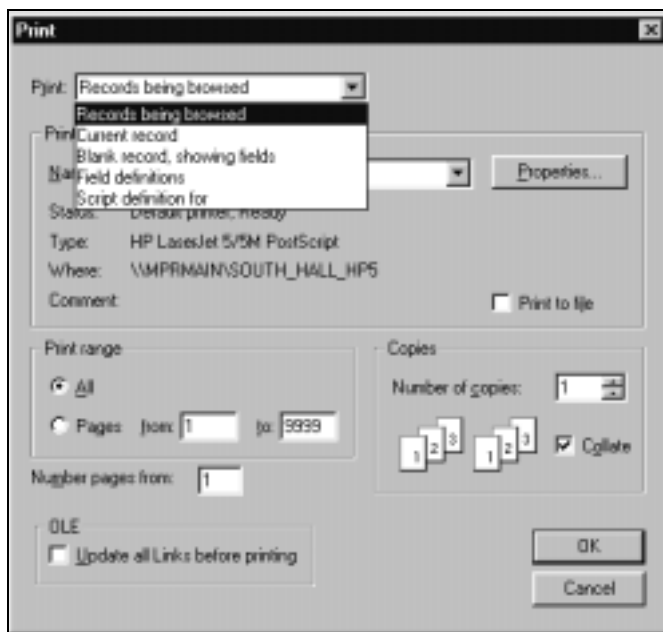 Print
Print: Records being browsed
Records being browsed
Current record
Blank record, showing fields
Field definitions
Script definition for
Print
Na
Properties...
Status: Default printer, Ready
Type: HP LaserJet 5/5M PostScript
Where: \\MPRMAIN\SOUTH_HALL_HP5
Comment:
Print to file
Print range
All
Pages from: 1 to: 9999
Copies
Number of copies: 1
1 2 3 1 2 3
Collate
Number pages from: 1
OLE
Update all Links before printing
OK
Cancel